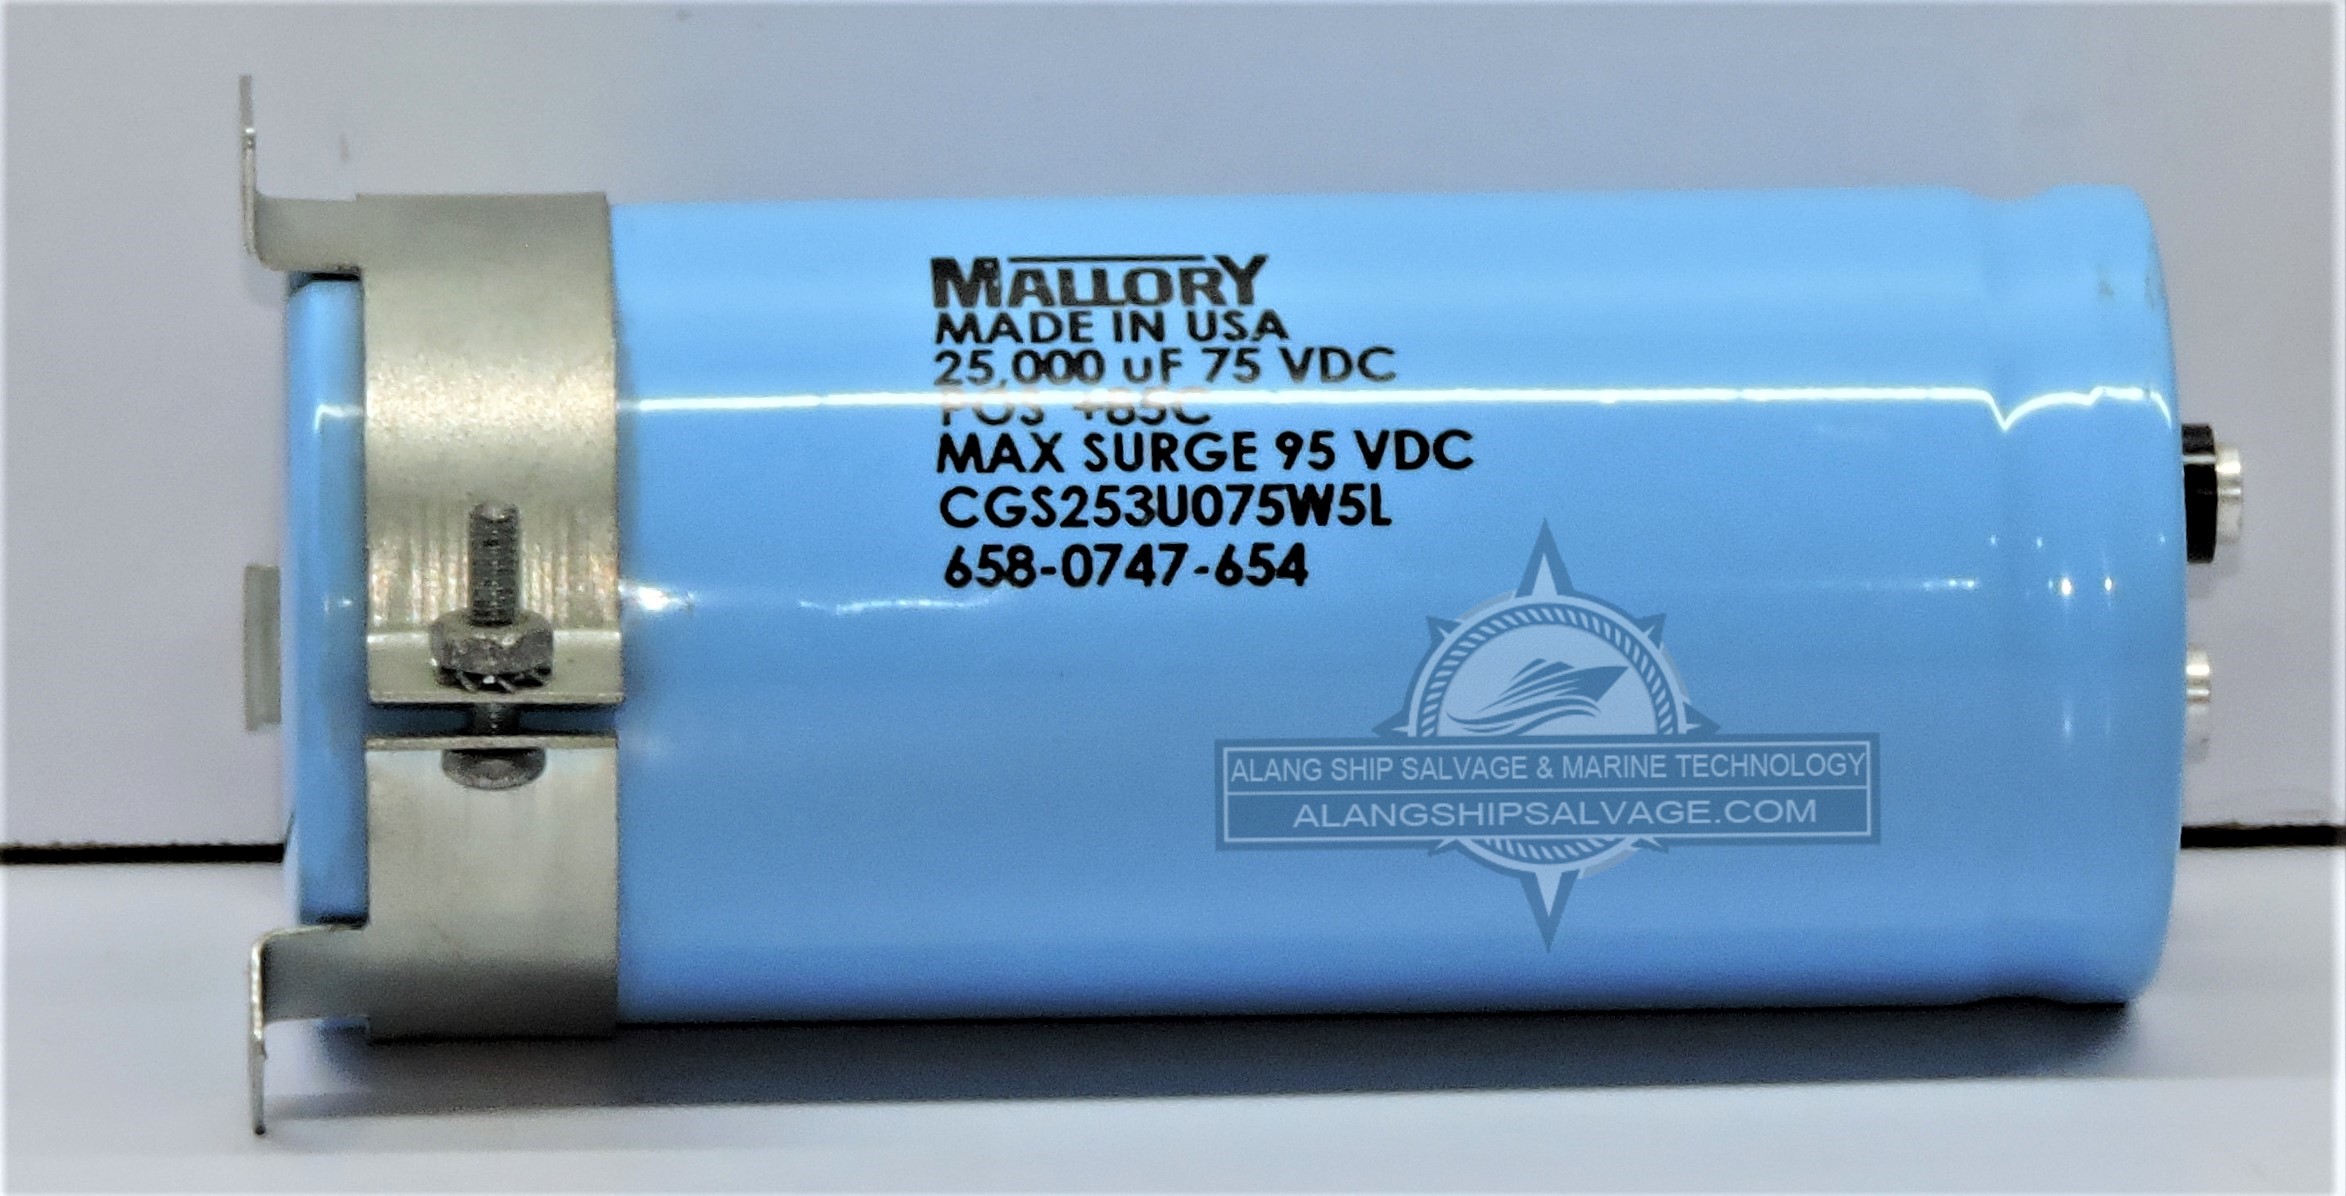 MALLORY
MADE IN USA
25,000 uF 75 VDC
POS +85C
MAX SURGE 95 VDC
CGS253U075W5L
658-0747-654
ALANG SHIP SALVAGE & MARINE TECHNOLOGY
ALANGSHIPSALVAGE.COM